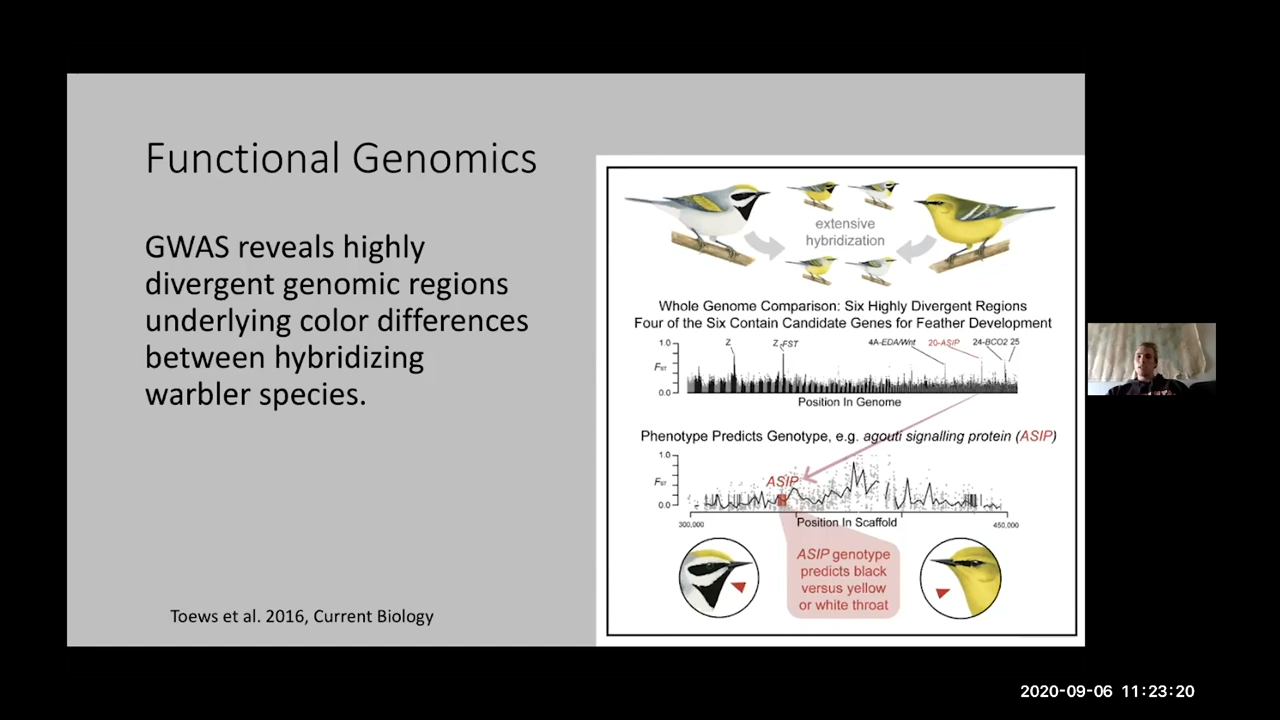 Functional Genomics
GWAS reveals highly
divergent genomic regions
underlying color differences
between hybridizing
warbler species.
Toews et al. 2016, Current Biology
extensive
hybridization
Whole Genome Comparison: Six Highly Divergent Regions
Four of the Six Contain Candidate Genes for Feather Development
Z Z-FST 4A-EDA/Wnt 20-ASIP 24-BCO2 25
1.0
FST
0.0
Position In Genome
Phenotype Predicts Genotype, e.g. agouti signalling protein (ASIP)
1.0
ASIP
FST
0.0
300,000 Position In Scaffold 450,000
ASIP genotype
predicts black
versus yellow
or white throat
2020-09-06 11:23:20